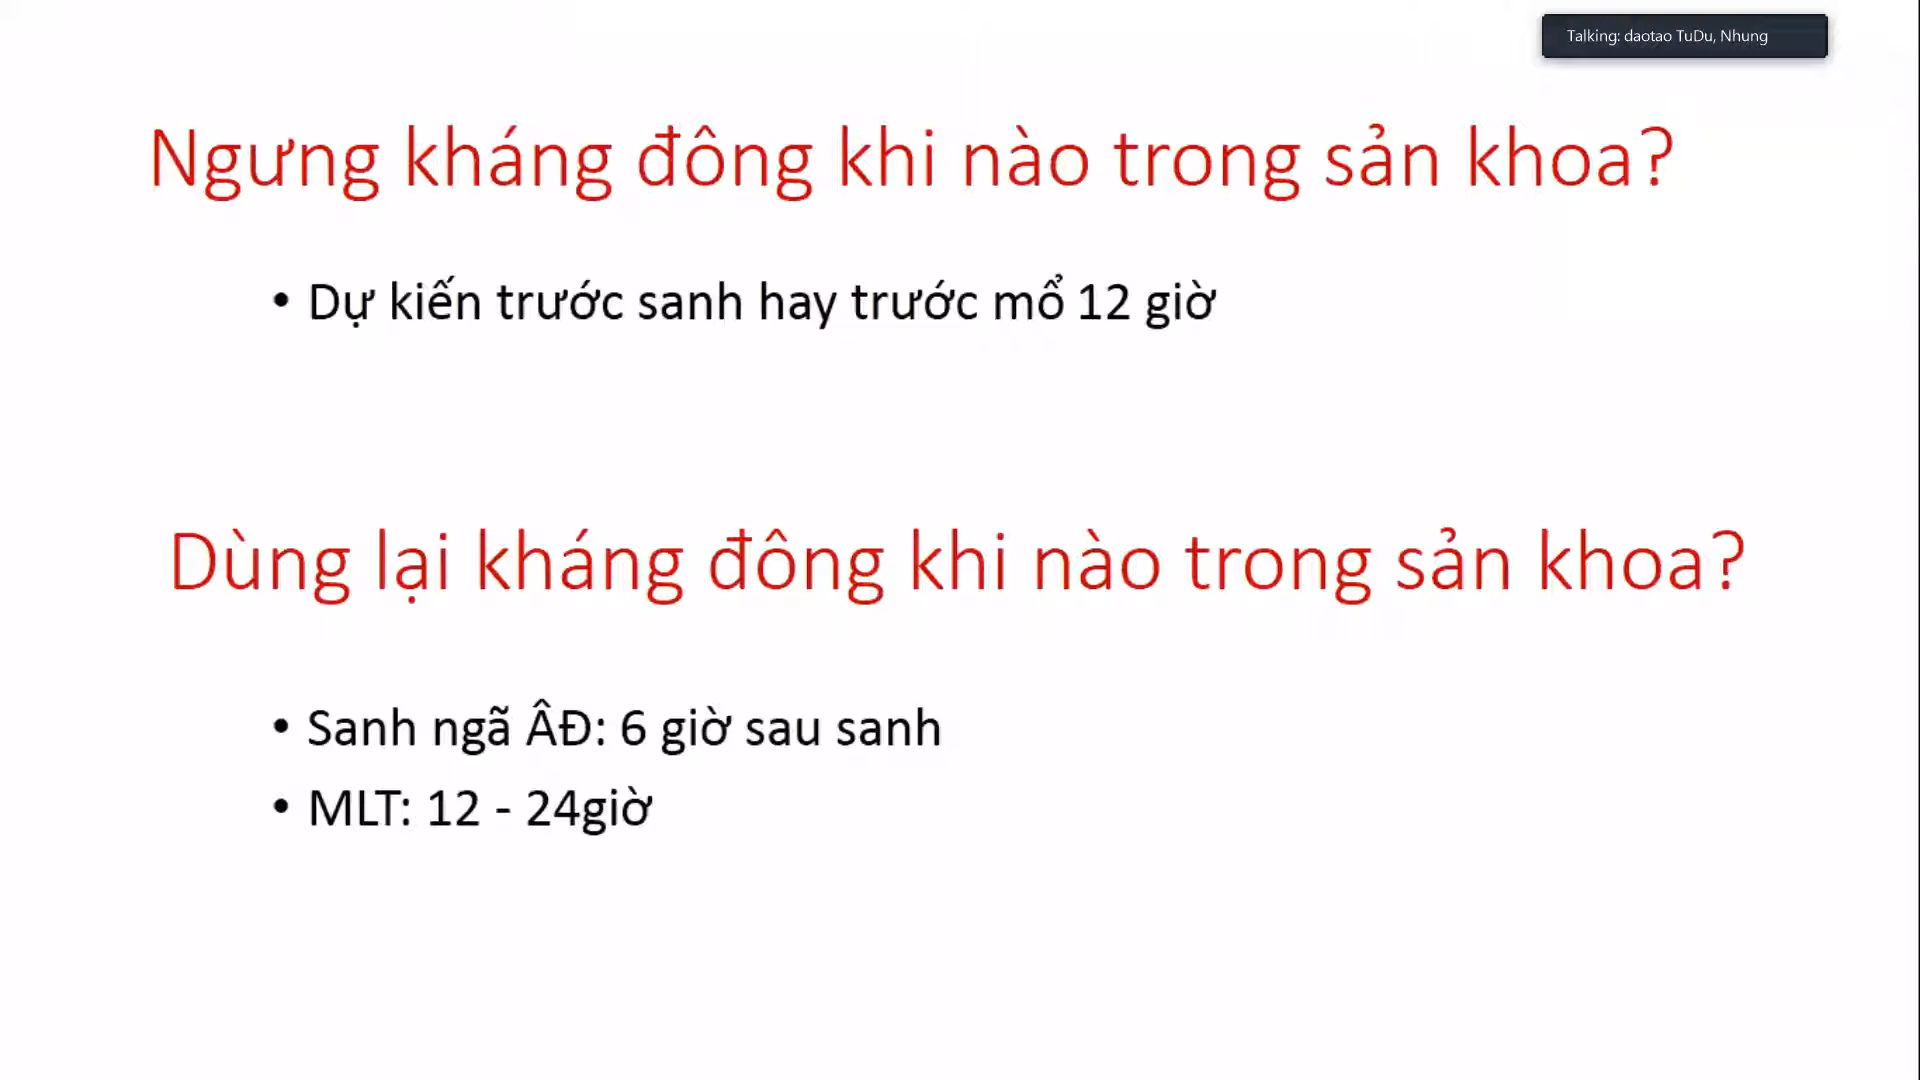 Talking: daotao TuDu, Nhung
Ngưng kháng đông khi nào trong sản khoa?
• Dự kiến trước sanh hay trước mổ 12 giờ
Dùng lại kháng đông khi nào trong sản khoa?
• Sanh ngã ÂĐ: 6 giờ sau sanh
• MLT: 12 - 24giờ